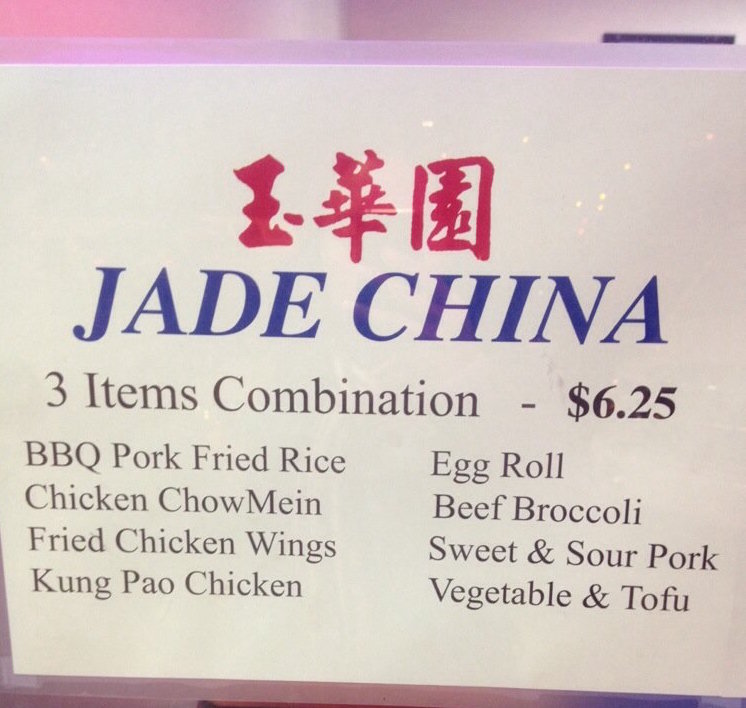 玉華園
JADE CHINA
3 Items Combination - $6.25
BBQ Pork Fried Rice
Chicken ChowMein
Fried Chicken Wings
Kung Pao Chicken
Egg Roll
Beef Broccoli
Sweet & Sour Pork
Vegetable & Tofu